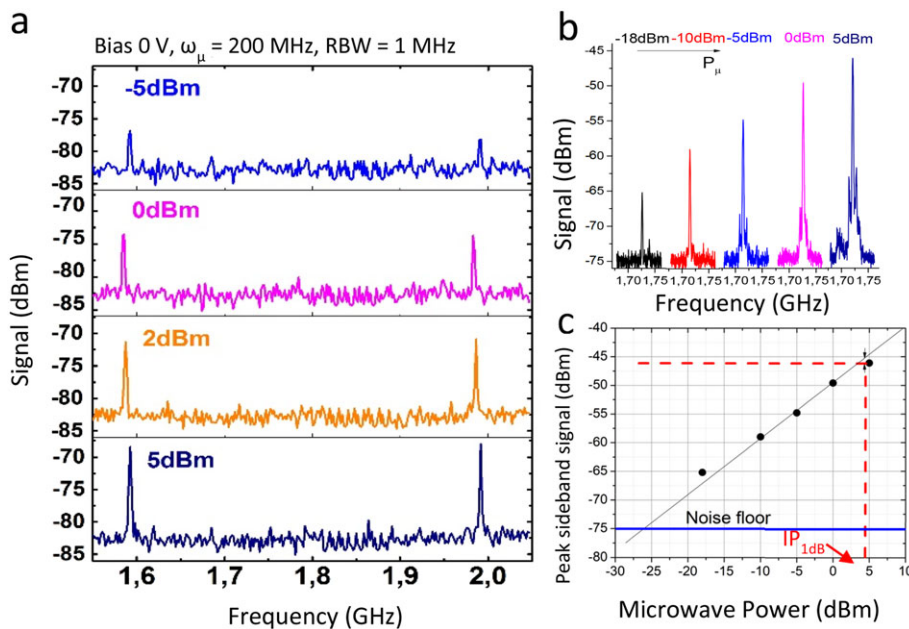 a
Bias 0 V, ωμ = 200 MHz, RBW = 1 MHz
-5dBm
0dBm
2dBm
5dBm
-70
-75
-80
-85
-70
-75
-80
-85
-70
-75
-80
-85
-70
-75
-80
-85
Signal (dBm)
1,6 1,7 1,8 1,9 2,0
Frequency (GHz)
b
-18dBm -10dBm -5dBm 0dBm 5dBm
Pμ
-45
-50
-55
-60
-65
-70
-75
Signal (dBm)
1,70 1,75 1,70 1,75 1,70 1,75 1,70 1,75 1,70 1,75
Frequency (GHz)
c
-40
-45
-50
-55
-60
-65
-70
-75
-80
Peak sideband signal (dBm)
Noise floor
IP1dB
-30 -25 -20 -15 -10 -5 0 5 10
Microwave Power (dBm)